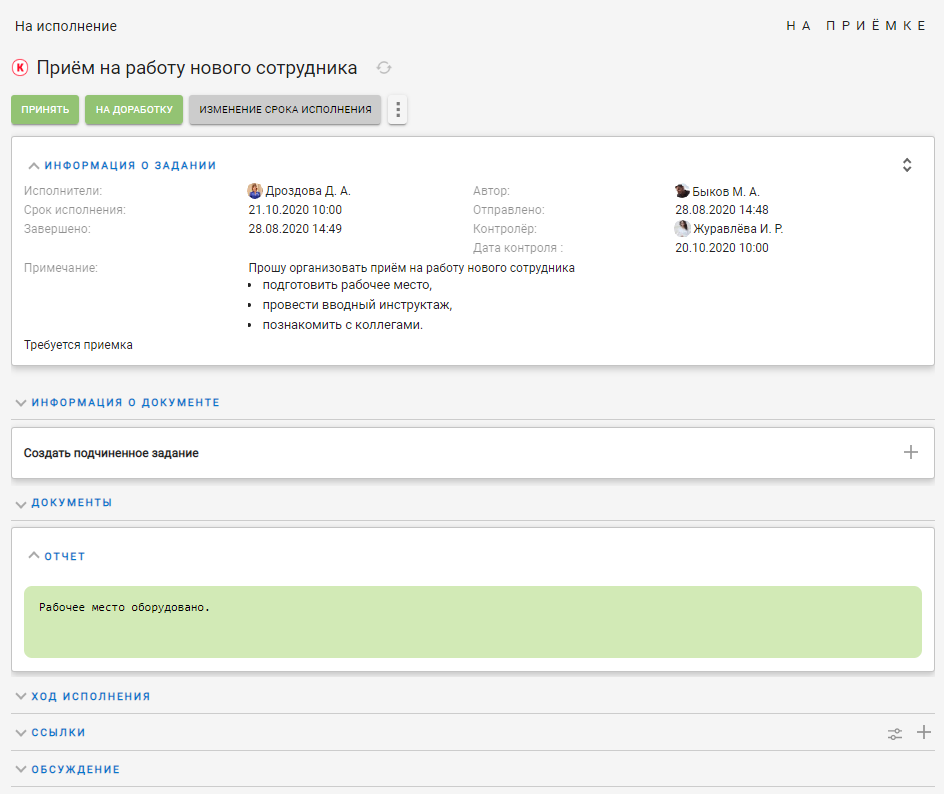 На исполнение
НА ПРИЁМКЕ
К Приём на работу нового сотрудника
ПРИНЯТЬ НА ДОРАБОТКУ ИЗМЕНЕНИЕ СРОКА ИСПОЛНЕНИЯ
ИНФОРМАЦИЯ О ЗАДАНИИ
Исполнители: Дроздова Д. А. Автор: Быков М. А.
Срок исполнения: 21.10.2020 10:00 Отправлено: 28.08.2020 14:48
Завершено: 28.08.2020 14:49 Контролёр: Журавлёва И. Р.
Дата контроля : 20.10.2020 10:00
Примечание: Прошу организовать приём на работу нового сотрудника
• подготовить рабочее место,
• провести вводный инструктаж,
• познакомить с коллегами.
Требуется приемка
ИНФОРМАЦИЯ О ДОКУМЕНТЕ
Создать подчиненное задание
ДОКУМЕНТЫ
ОТЧЕТ
Рабочее место оборудовано.
ХОД ИСПОЛНЕНИЯ
ССЫЛКИ
ОБСУЖДЕНИЕ